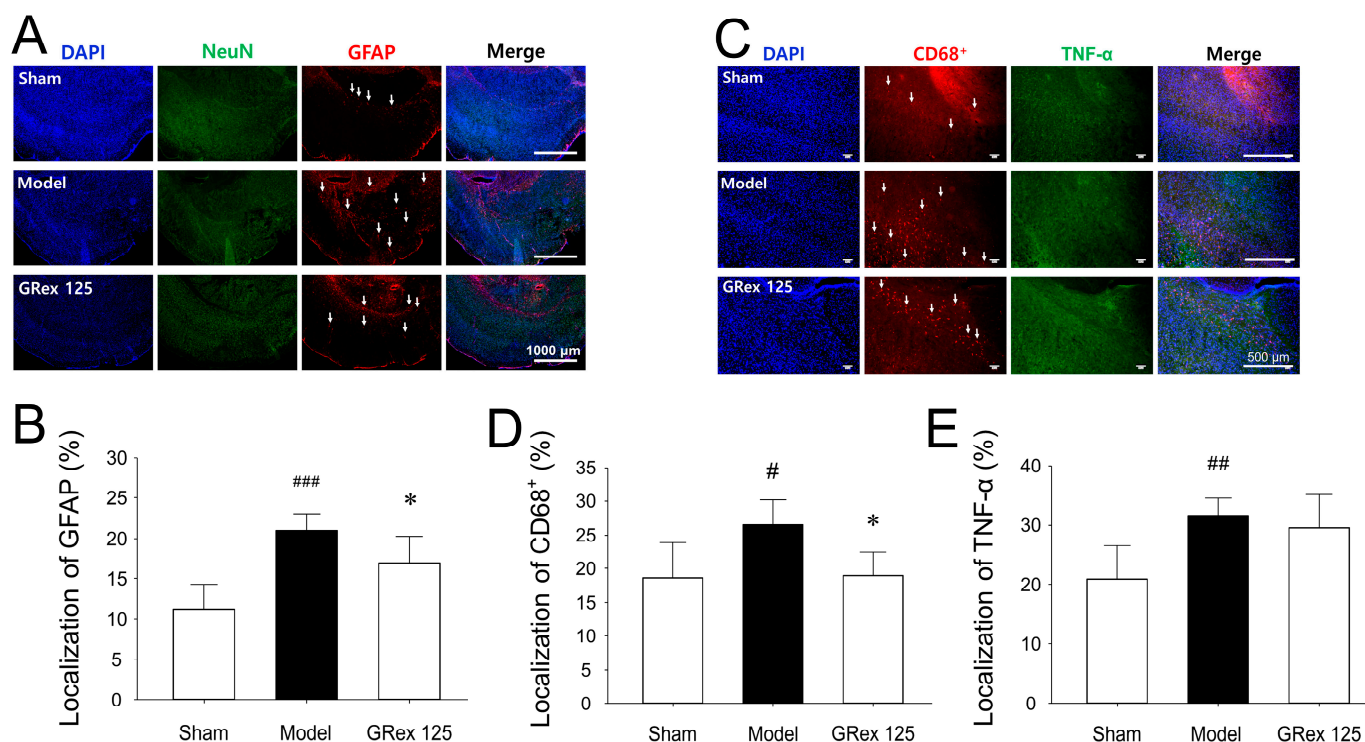 A
DAPI NeuN GFAP Merge
Sham
Model
GRex 125
1000 µm
C
DAPI CD68⁺ TNF-α Merge
Sham
Model
GRex 125
500 µm
B
Localization of GFAP (%)
30
25
20
15
10
5
0
###
*
Sham Model GRex 125
D
Localization of CD68⁺ (%)
35
30
25
20
15
10
5
0
#
*
Sham Model GRex 125
E
Localization of TNF-α (%)
40
30
20
10
0
##
Sham Model GRex 125